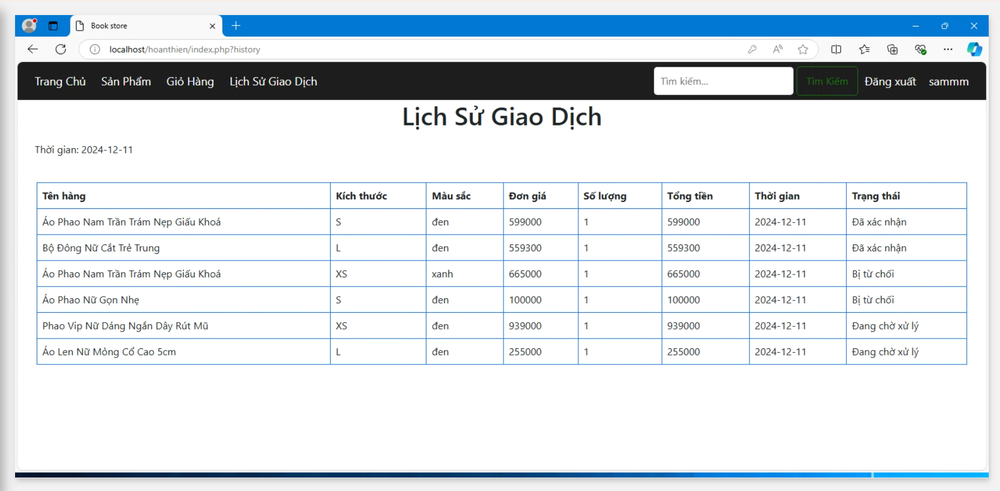 Book store
localhost/hoanthien/index.php?history
Trang Chủ Sản Phẩm Giỏ Hàng Lịch Sử Giao Dịch Tìm kiếm... Tìm Kiếm Đăng xuất sammm
Lịch Sử Giao Dịch
Thời gian: 2024-12-11
Tên hàng Kích thước Màu sắc Đơn giá Số lượng Tổng tiền Thời gian Trạng thái
Áo Phao Nam Trần Trám Nẹp Giấu Khoá S đen 599000 1 599000 2024-12-11 Đã xác nhận
Bộ Đông Nữ Cắt Trẻ Trung L đen 559300 1 559300 2024-12-11 Đã xác nhận
Áo Phao Nam Trần Trám Nẹp Giấu Khoá XS xanh 665000 1 665000 2024-12-11 Bị từ chối
Áo Phao Nữ Gọn Nhẹ S đen 100000 1 100000 2024-12-11 Bị từ chối
Phao Vip Nữ Dáng Ngắn Dây Rút Mũ XS đen 939000 1 939000 2024-12-11 Đang chờ xử lý
Áo Len Nữ Mỏng Cổ Cao 5cm L đen 255000 1 255000 2024-12-11 Đang chờ xử lý